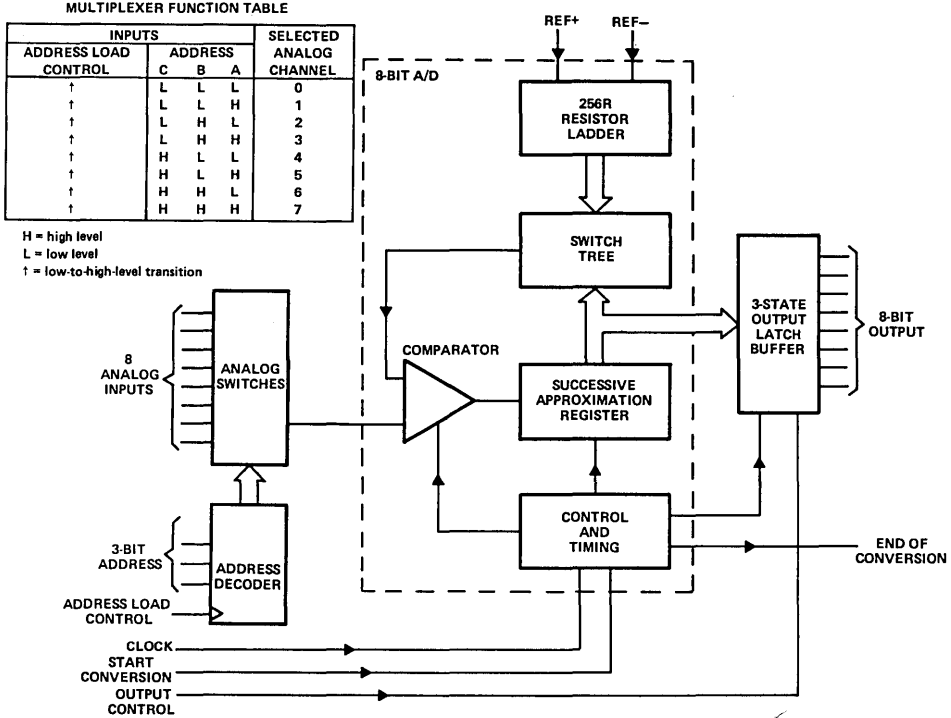 MULTIPLEXER FUNCTION TABLE
INPUTS
SELECTED
ANALOG
CHANNEL
ADDRESS LOAD
CONTROL
ADDRESS
C B A
↑ L L L 0
↑ L L H 1
↑ L H L 2
↑ L H H 3
↑ H L L 4
↑ H L H 5
↑ H H L 6
↑ H H H 7
H = high level
L = low level
↑ = low-to-high-level transition
REF+
REF−
8-BIT A/D
256R
RESISTOR
LADDER
SWITCH
TREE
3-STATE
OUTPUT
LATCH
BUFFER
8-BIT
OUTPUT
8
ANALOG
INPUTS
ANALOG
SWITCHES
COMPARATOR
SUCCESSIVE
APPROXIMATION
REGISTER
CONTROL
AND
TIMING
END OF
CONVERSION
3-BIT
ADDRESS
ADDRESS
DECODER
ADDRESS LOAD
CONTROL
CLOCK
START
CONVERSION
OUTPUT
CONTROL